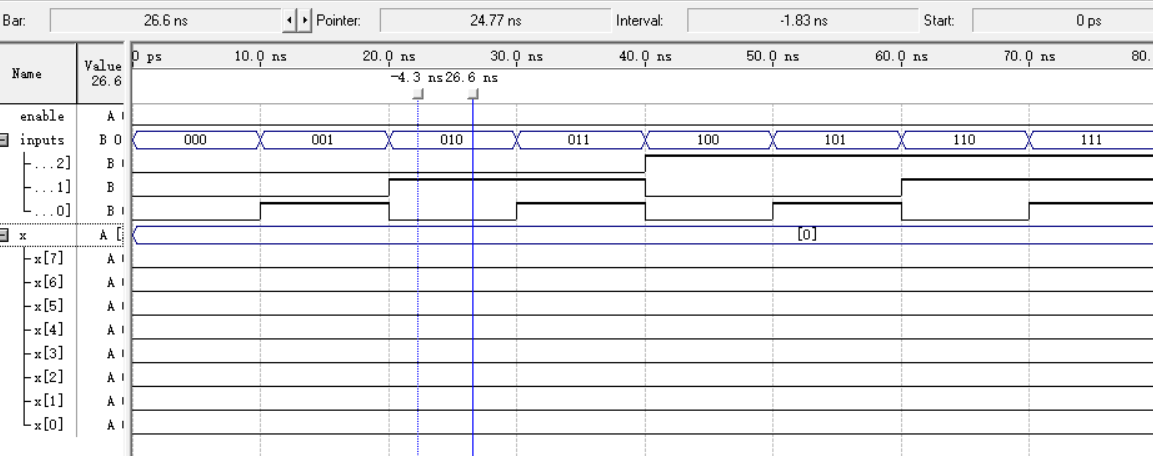 Bar: 26.6 ns Pointer: 24.77 ns Interval: -1.83 ns Start: 0 ps
Name Value 26.6 0 ps 10.0 ns 20.0 ns 30.0 ns 40.0 ns 50.0 ns 60.0 ns 70.0 ns 80.
-4.3 ns 26.6 ns
enable A
inputs B 0 000 001 010 011 100 101 110 111
...2] B
...1] B
...0] B
x A [ [0]
x[7] A
x[6] A
x[5] A
x[4] A
x[3] A
x[2] A
x[1] A
x[0] A